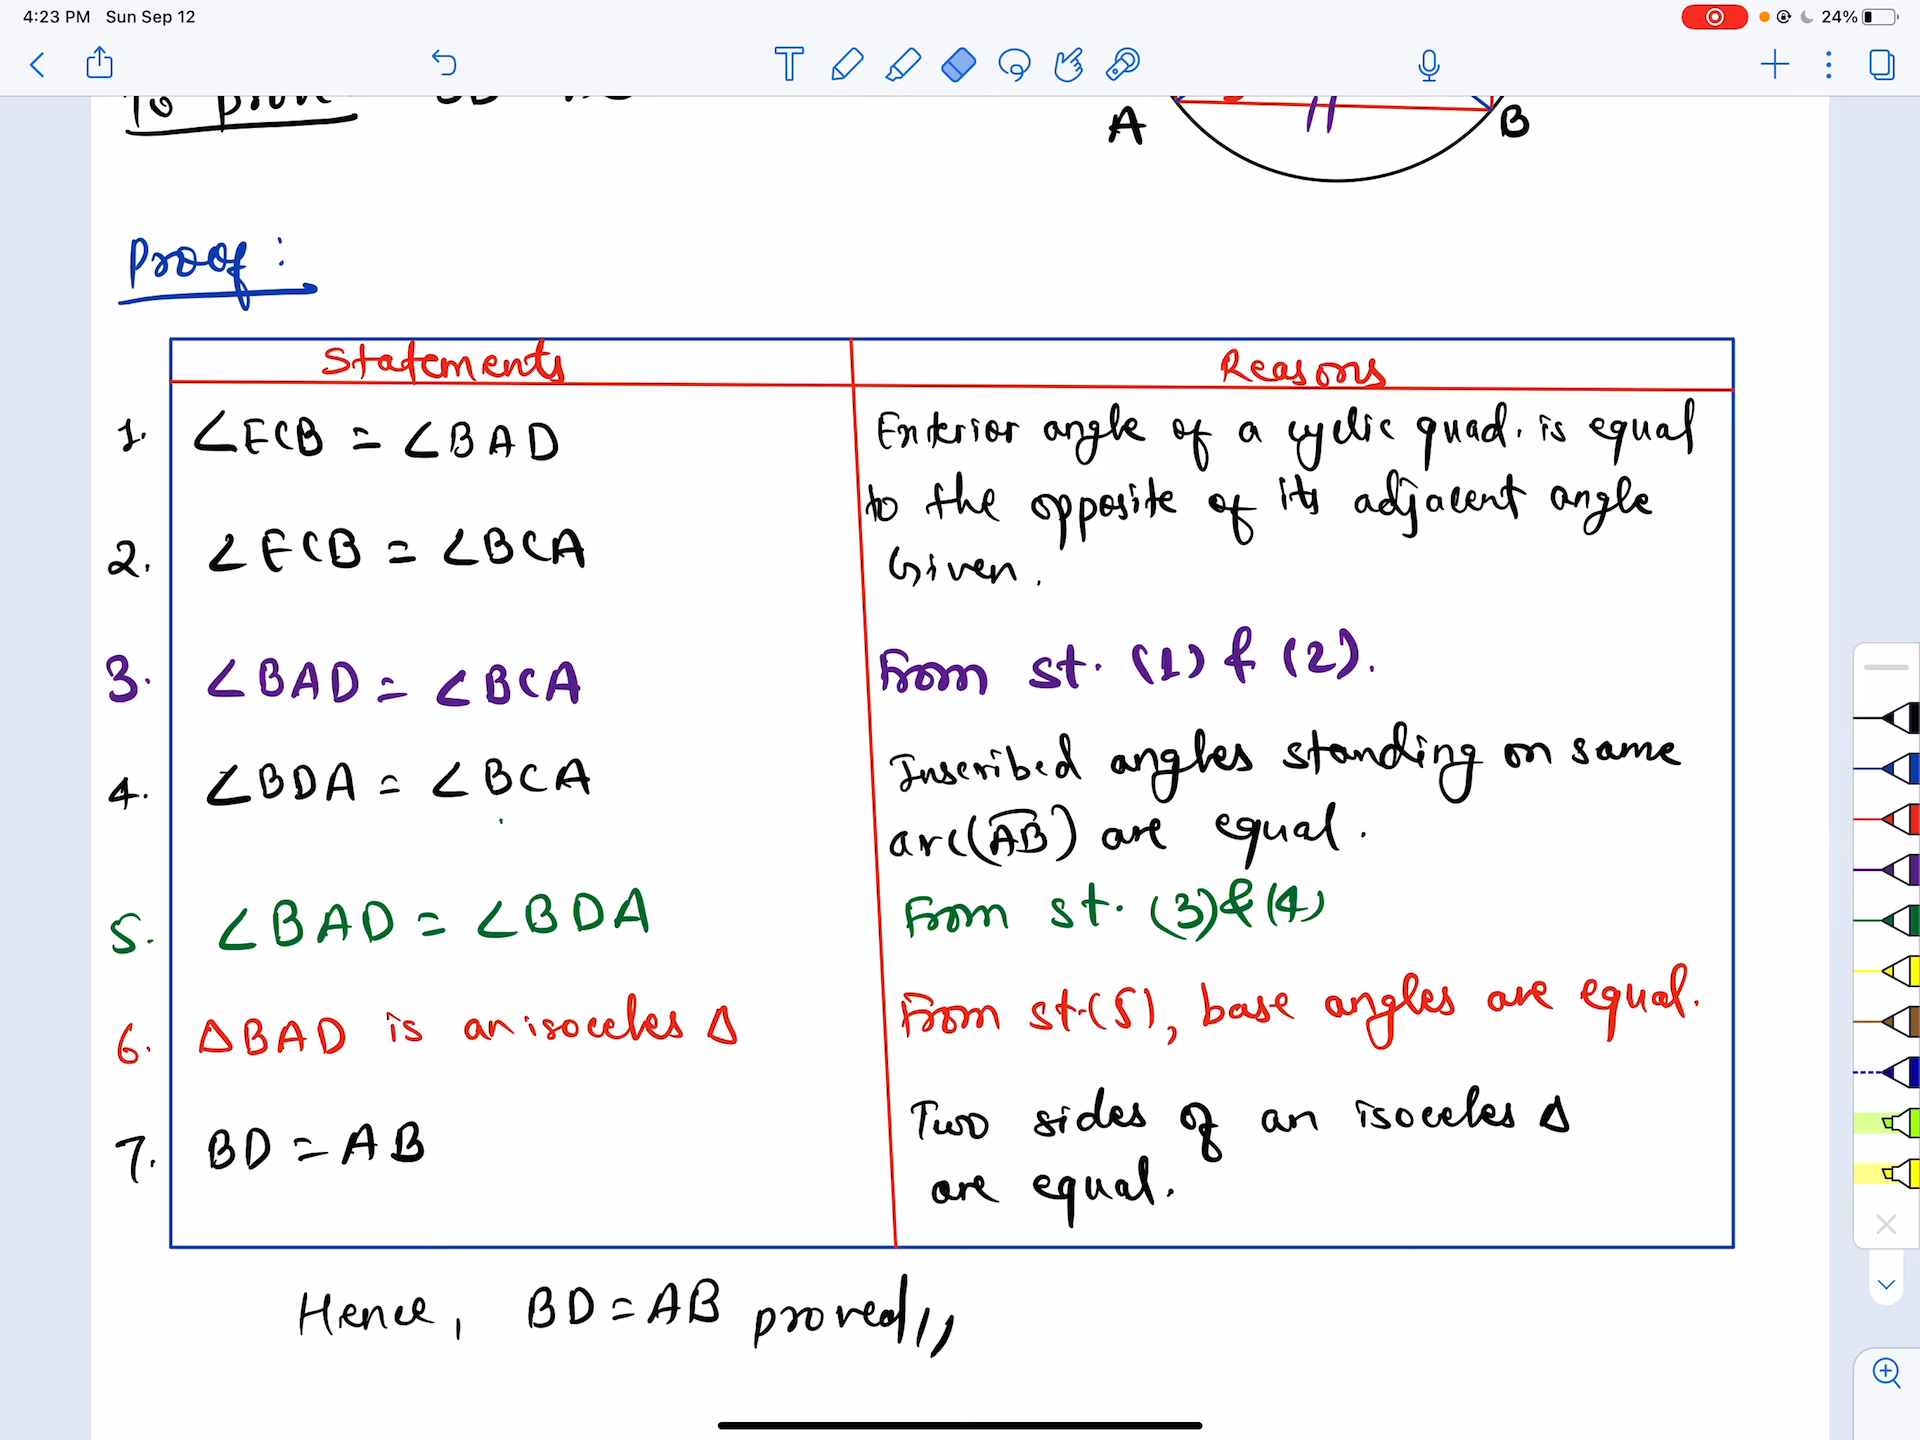 4:23 PM Sun Sep 12
24%
To prove
A
B
Proof:
Statements
Reasons
1. ∠ECB = ∠BAD
Exterior angle of a cyclic quad. is equal
to the opposite of its adjacent angle
2. ∠ECB = ∠BCA
Given.
3. ∠BAD = ∠BCA
From st. (1) & (2).
4. ∠BDA = ∠BCA
Inscribed angles standing on same
arc(AB) are equal.
5. ∠BAD = ∠BDA
From st. (3) & (4)
6. ΔBAD is an isoceles Δ
From st.(5), base angles are equal.
7. BD = AB
Two sides of an isoceles Δ
are equal.
Hence, BD = AB proved,,